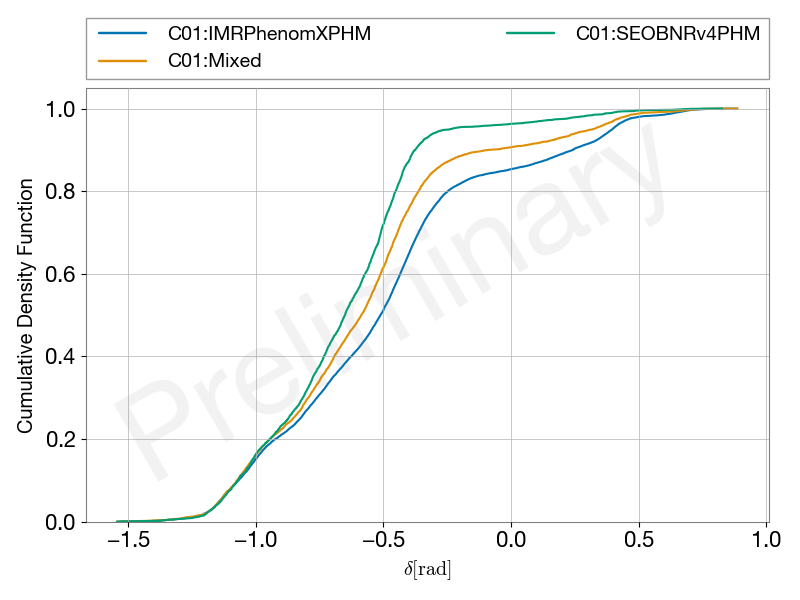 C01:IMRPhenomXPHM
C01:SEOBNRv4PHM
C01:Mixed
1.0
0.8
0.6
0.4
0.2
0.0
Cumulative Density Function
Preliminary
−1.5 −1.0 −0.5 0.0 0.5 1.0
δ[rad]